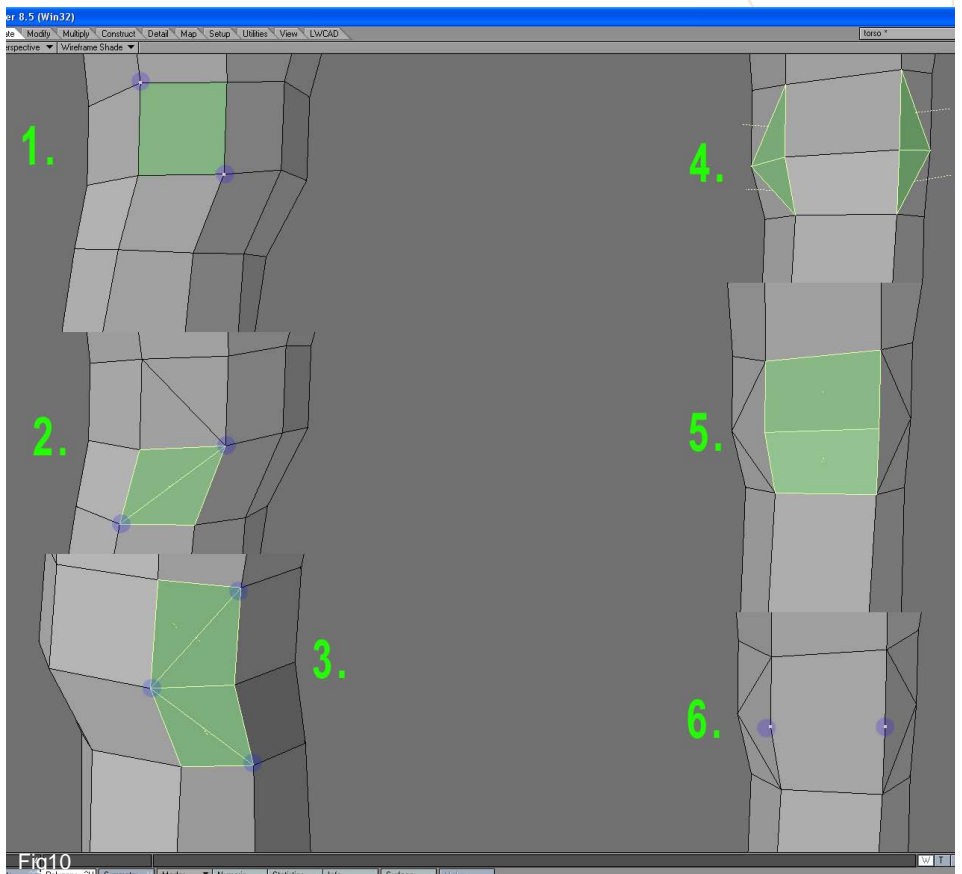 er 8.5 (Win32)
ate Modify Multiply Construct Detail Map Setup Utilities View LWCAD torso *
erspective Wireframe Shade
1.
4.
2.
5.
3.
6.
Fig10
W T